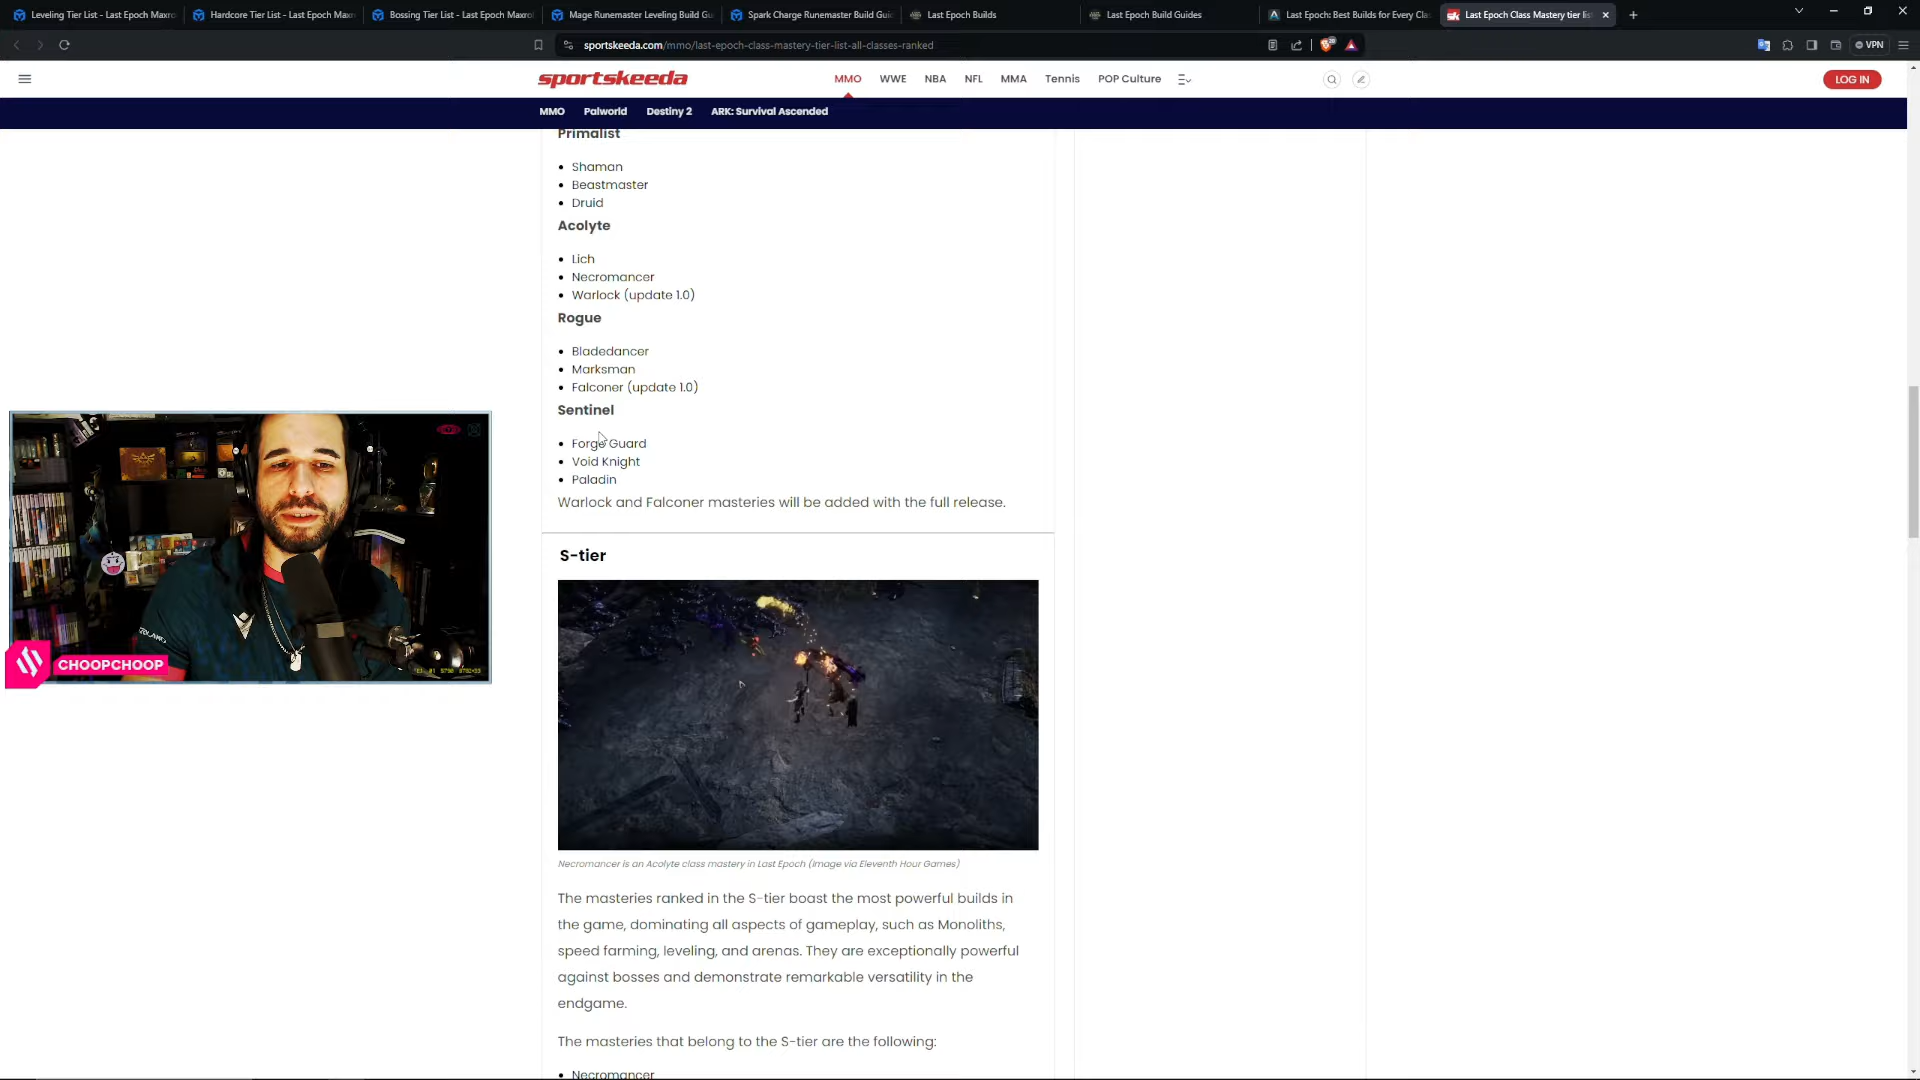 Leveling Tier List - Last Epoch Maxro
Hardcore Tier List - Last Epoch Maxr
Bossing Tier List - Last Epoch Maxrol
Mage Runemaster Leveling Build Gu
Spark Charge Runemaster Build Gui
Last Epoch Builds
Last Epoch Build Guides
Last Epoch: Best Builds for Every Cla
Last Epoch Class Mastery tier lis
sportskeeda.com/mmo/last-epoch-class-mastery-tier-list-all-classes-ranked
VPN
sportskeeda
MMO WWE NBA NFL MMA Tennis POP Culture
LOG IN
MMO Palworld Destiny 2 ARK: Survival Ascended
Primalist
• Shaman
• Beastmaster
• Druid
Acolyte
• Lich
• Necromancer
• Warlock (update 1.0)
Rogue
• Bladedancer
• Marksman
• Falconer (update 1.0)
Sentinel
• Forge Guard
• Void Knight
• Paladin
Warlock and Falconer masteries will be added with the full release.
S-tier
Necromancer is an Acolyte class mastery in Last Epoch (Image via Eleventh Hour Games)
The masteries ranked in the S-tier boast the most powerful builds in
the game, dominating all aspects of gameplay, such as Monoliths,
speed farming, leveling, and arenas. They are exceptionally powerful
against bosses and demonstrate remarkable versatility in the
endgame.
The masteries that belong to the S-tier are the following:
• Necromancer
CHOOPCHOOP